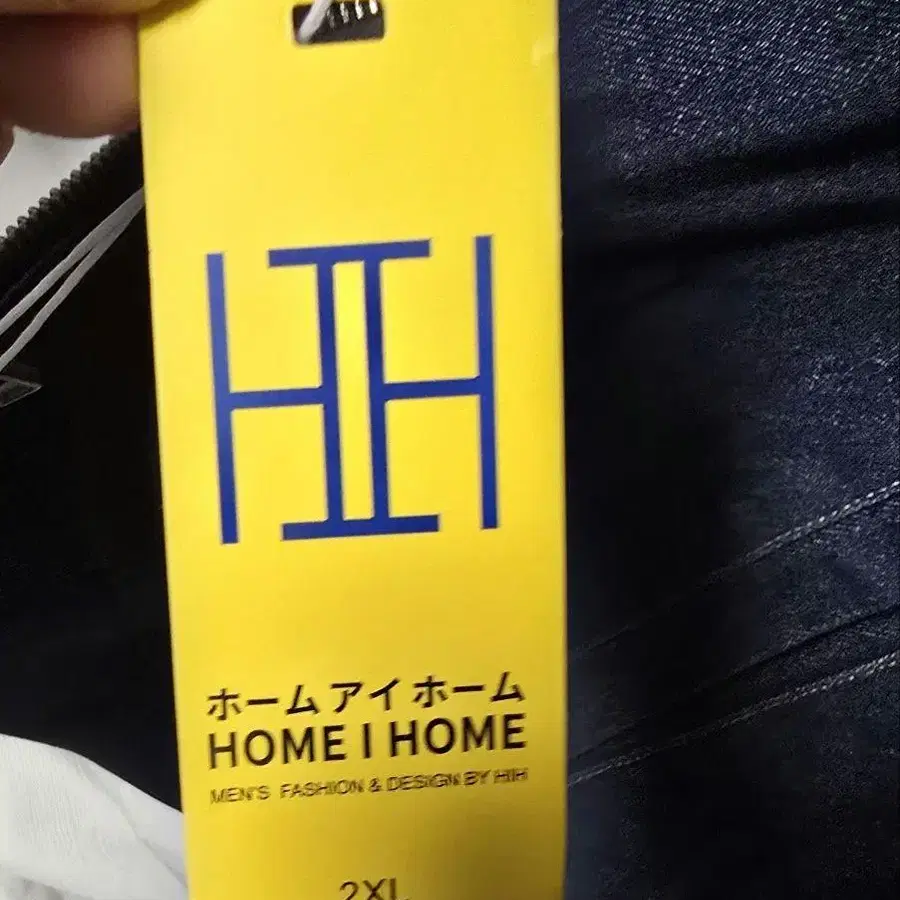 HIH
ホーム アイ ホーム
HOME I HOME
MEN'S FASHION & DESIGN BY HIH
2XL